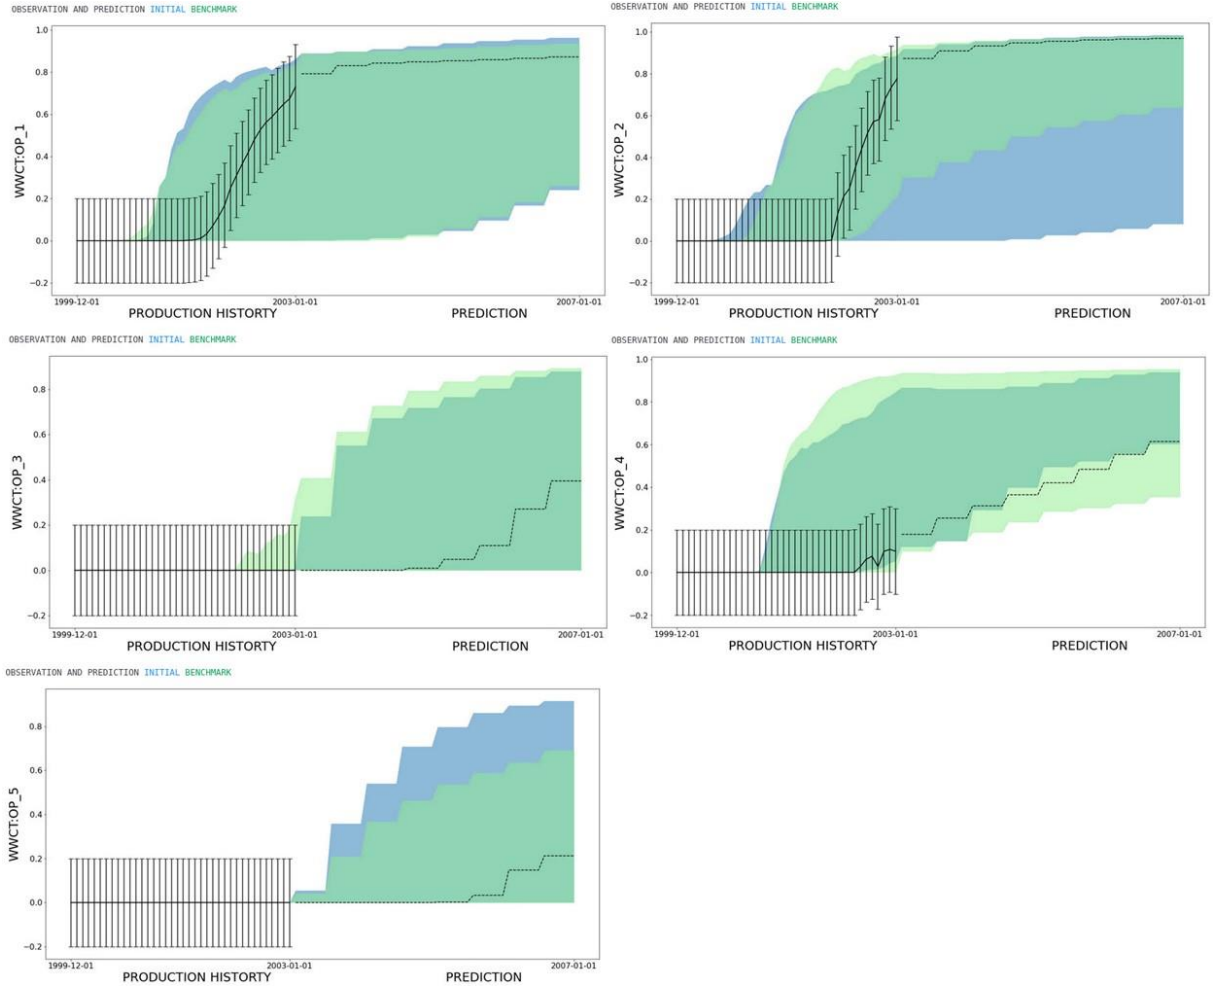 OBSERVATION AND PREDICTION INITIAL BENCHMARK
WWCT:OP_1
1.0
0.8
0.6
0.4
0.2
0.0
−0.2
1999-12-01
2003-01-01
2007-01-01
PRODUCTION HISTORTY
PREDICTION
OBSERVATION AND PREDICTION INITIAL BENCHMARK
WWCT:OP_2
1.0
0.8
0.6
0.4
0.2
0.0
−0.2
1999-12-01
2003-01-01
2007-01-01
PRODUCTION HISTORTY
PREDICTION
OBSERVATION AND PREDICTION INITIAL BENCHMARK
WWCT:OP_3
0.8
0.6
0.4
0.2
0.0
−0.2
1999-12-01
2003-01-01
2007-01-01
PRODUCTION HISTORTY
PREDICTION
OBSERVATION AND PREDICTION INITIAL BENCHMARK
WWCT:OP_4
1.0
0.8
0.6
0.4
0.2
0.0
−0.2
1999-12-01
2003-01-01
2007-01-01
PRODUCTION HISTORTY
PREDICTION
OBSERVATION AND PREDICTION INITIAL BENCHMARK
WWCT:OP_5
0.8
0.6
0.4
0.2
0.0
−0.2
1999-12-01
2003-01-01
2007-01-01
PRODUCTION HISTORTY
PREDICTION